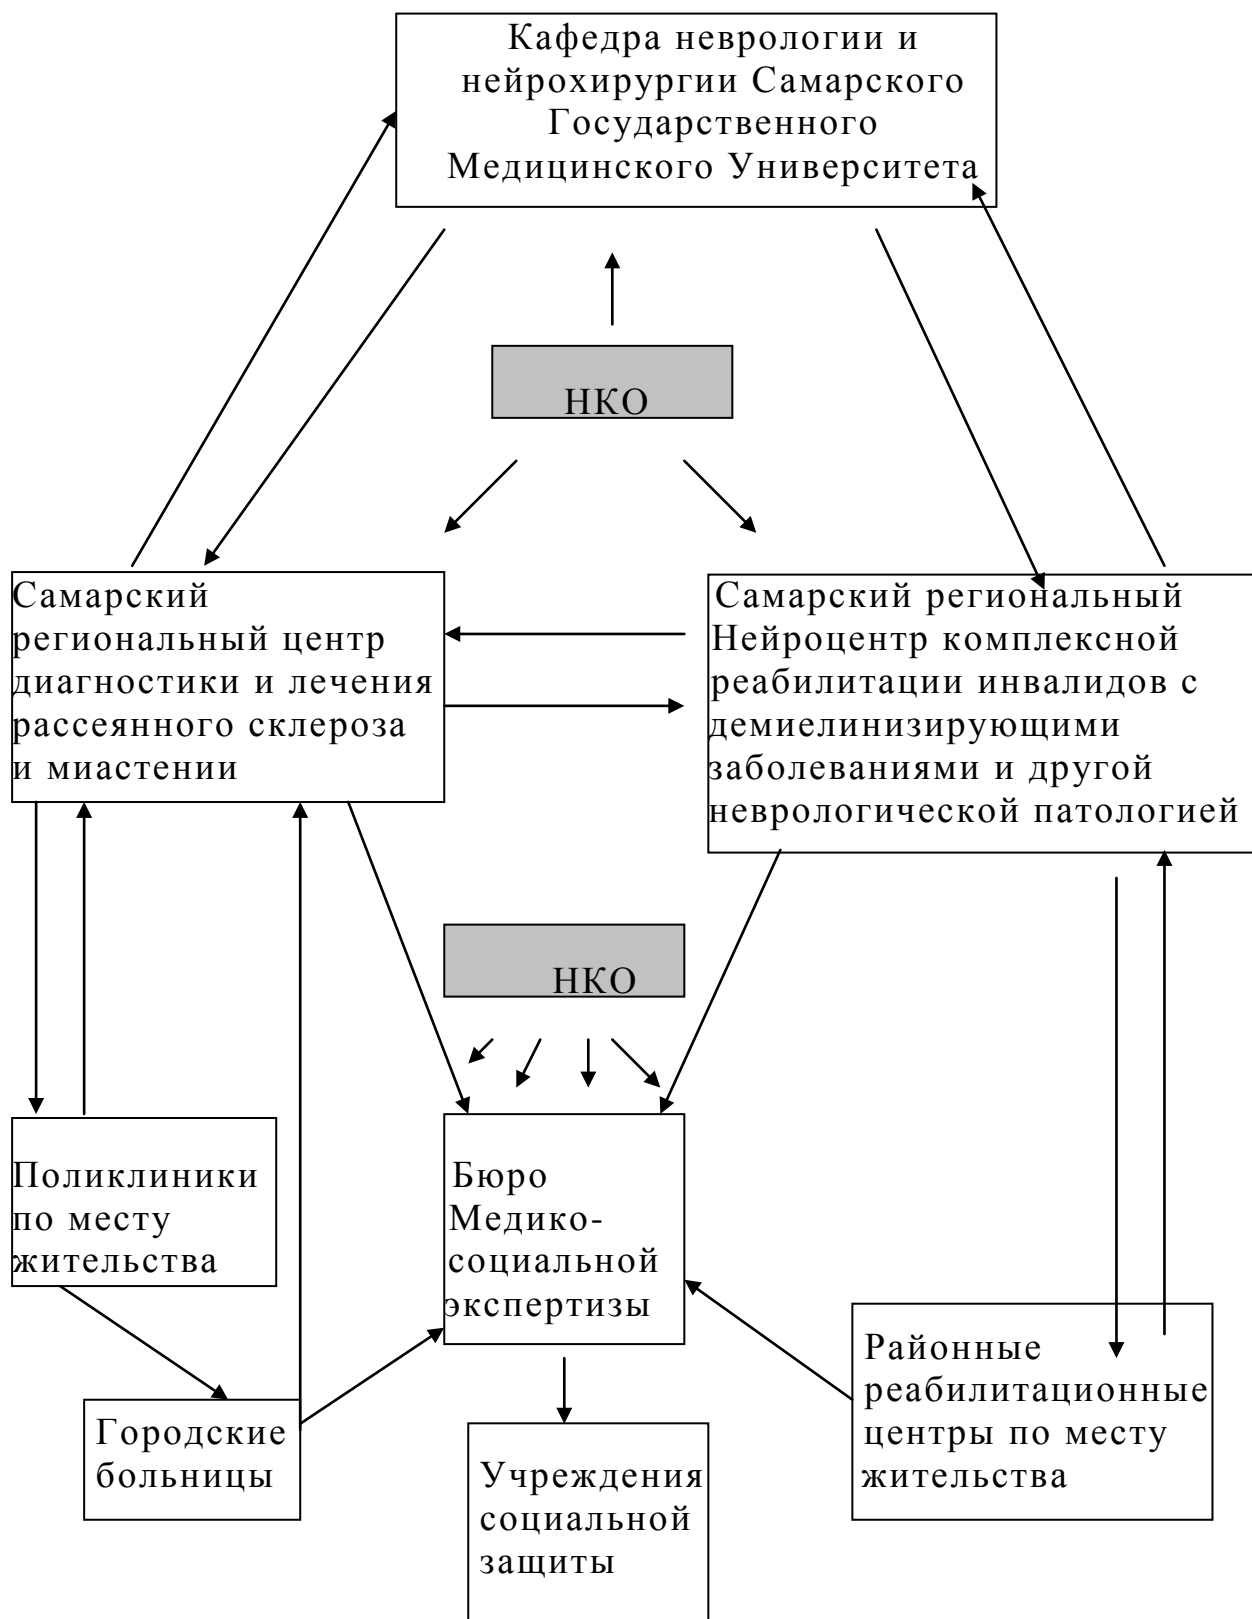 Кафедра неврологии и
нейрохирургии Самарского
Государственного
Медицинского Университета
НКО
Самарский
региональный центр
диагностики и лечения
рассеянного склероза
и миастении
Самарский региональный
Нейроцентр комплексной
реабилитации инвалидов с
демиелинизирующими
заболеваниями и другой
неврологической патологией
НКО
Поликлиники
по месту
жительства
Бюро
Медико-
социальной
экспертизы
Районные
реабилитационные
центры по месту
жительства
Городские
больницы
Учреждения
социальной
защиты